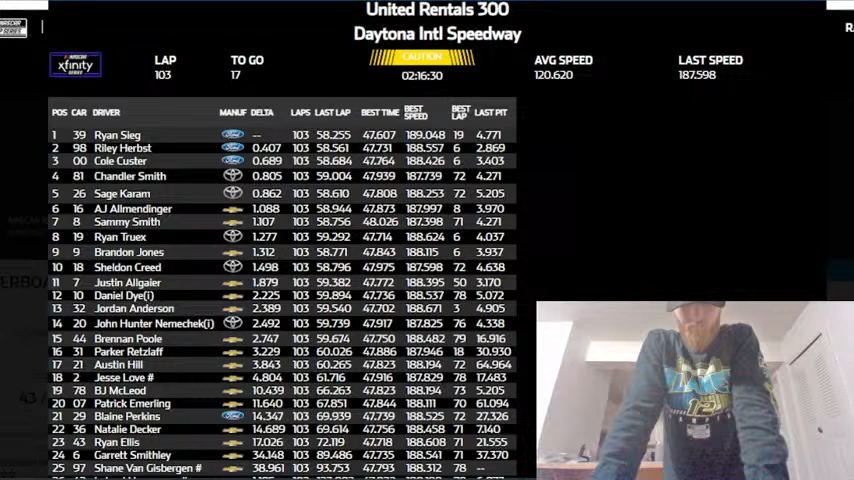 United Rentals 300
Daytona Intl Speedway
NASCAR
xfinity
SERIES
LAP
103
TO GO
17
CAUTION
02:16:30
AVG SPEED
120.620
LAST SPEED
187.598
POS CAR DRIVER MANUF DELTA LAPS LAST LAP BEST TIME BEST SPEED BEST LAP LAST PIT
1 39 Ryan Sieg Ford -- 103 58.255 47.607 189.048 19 4.771
2 98 Riley Herbst Ford 0.407 103 58.561 47.731 188.557 6 2.869
3 00 Cole Custer Ford 0.689 103 58.684 47.764 188.426 6 3.403
4 81 Chandler Smith 0.805 103 59.004 47.939 187.739 72 4.271
5 26 Sage Karam 0.862 103 58.610 47.808 188.253 72 5.205
6 16 AJ Allmendinger 1.088 103 58.944 47.873 187.997 8 3.970
7 8 Sammy Smith 1.107 103 58.756 48.026 187.398 71 4.271
8 19 Ryan Truex 1.277 103 59.292 47.714 188.624 6 4.037
9 9 Brandon Jones 1.312 103 58.771 47.843 188.115 6 3.937
10 18 Sheldon Creed 1.498 103 58.796 47.975 187.598 72 4.638
11 7 Justin Allgaier 1.879 103 59.382 47.772 188.395 50 3.170
12 10 Daniel Dye(i) 2.225 103 59.894 47.736 188.537 78 5.072
13 32 Jordan Anderson 2.389 103 59.540 47.702 188.671 3 4.905
14 20 John Hunter Nemechek(i) 2.492 103 59.739 47.917 187.825 76 4.338
15 44 Brennan Poole 2.747 103 59.674 47.750 188.482 79 16.916
16 31 Parker Retzlaff 3.229 103 60.026 47.886 187.946 18 30.930
17 21 Austin Hill 3.843 103 60.265 47.823 188.194 72 64.964
18 2 Jesse Love # 4.804 103 61.716 47.916 187.829 78 17.483
19 78 BJ McLeod 10.439 103 66.263 47.823 188.194 73 5.205
20 07 Patrick Emerling 11.640 103 67.851 47.844 188.111 70 61.094
21 29 Blaine Perkins Ford 14.347 103 69.939 47.739 188.525 72 27.326
22 36 Natalie Decker 14.689 103 69.614 47.756 188.458 71 7.140
23 43 Ryan Ellis 17.026 103 72.119 47.718 188.608 71 21.555
24 6 Garrett Smithley 34.148 103 89.486 47.735 188.541 71 37.370
25 97 Shane Van Gisbergen # 38.961 103 93.753 47.793 188.312 78 --